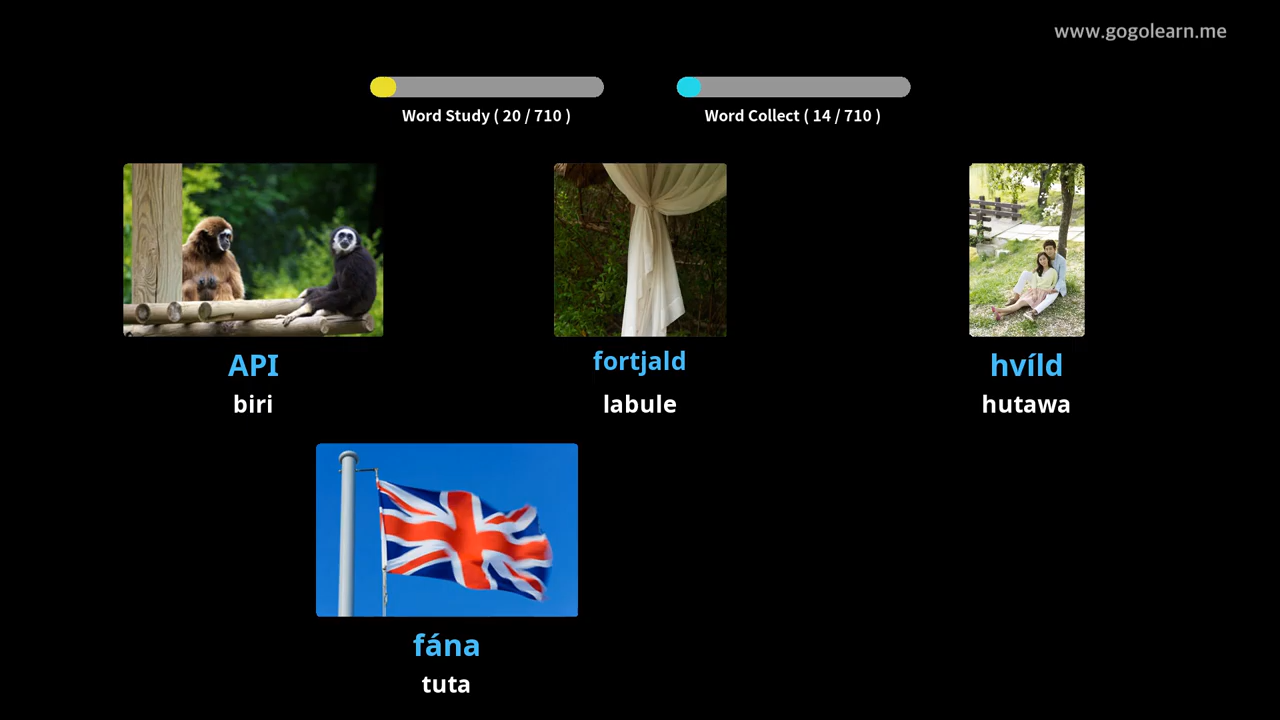 www.gogolearn.me
Word Study ( 20 / 710 )
Word Collect ( 14 / 710 )
API
biri
fortjald
labule
hvíld
hutawa
fána
tuta